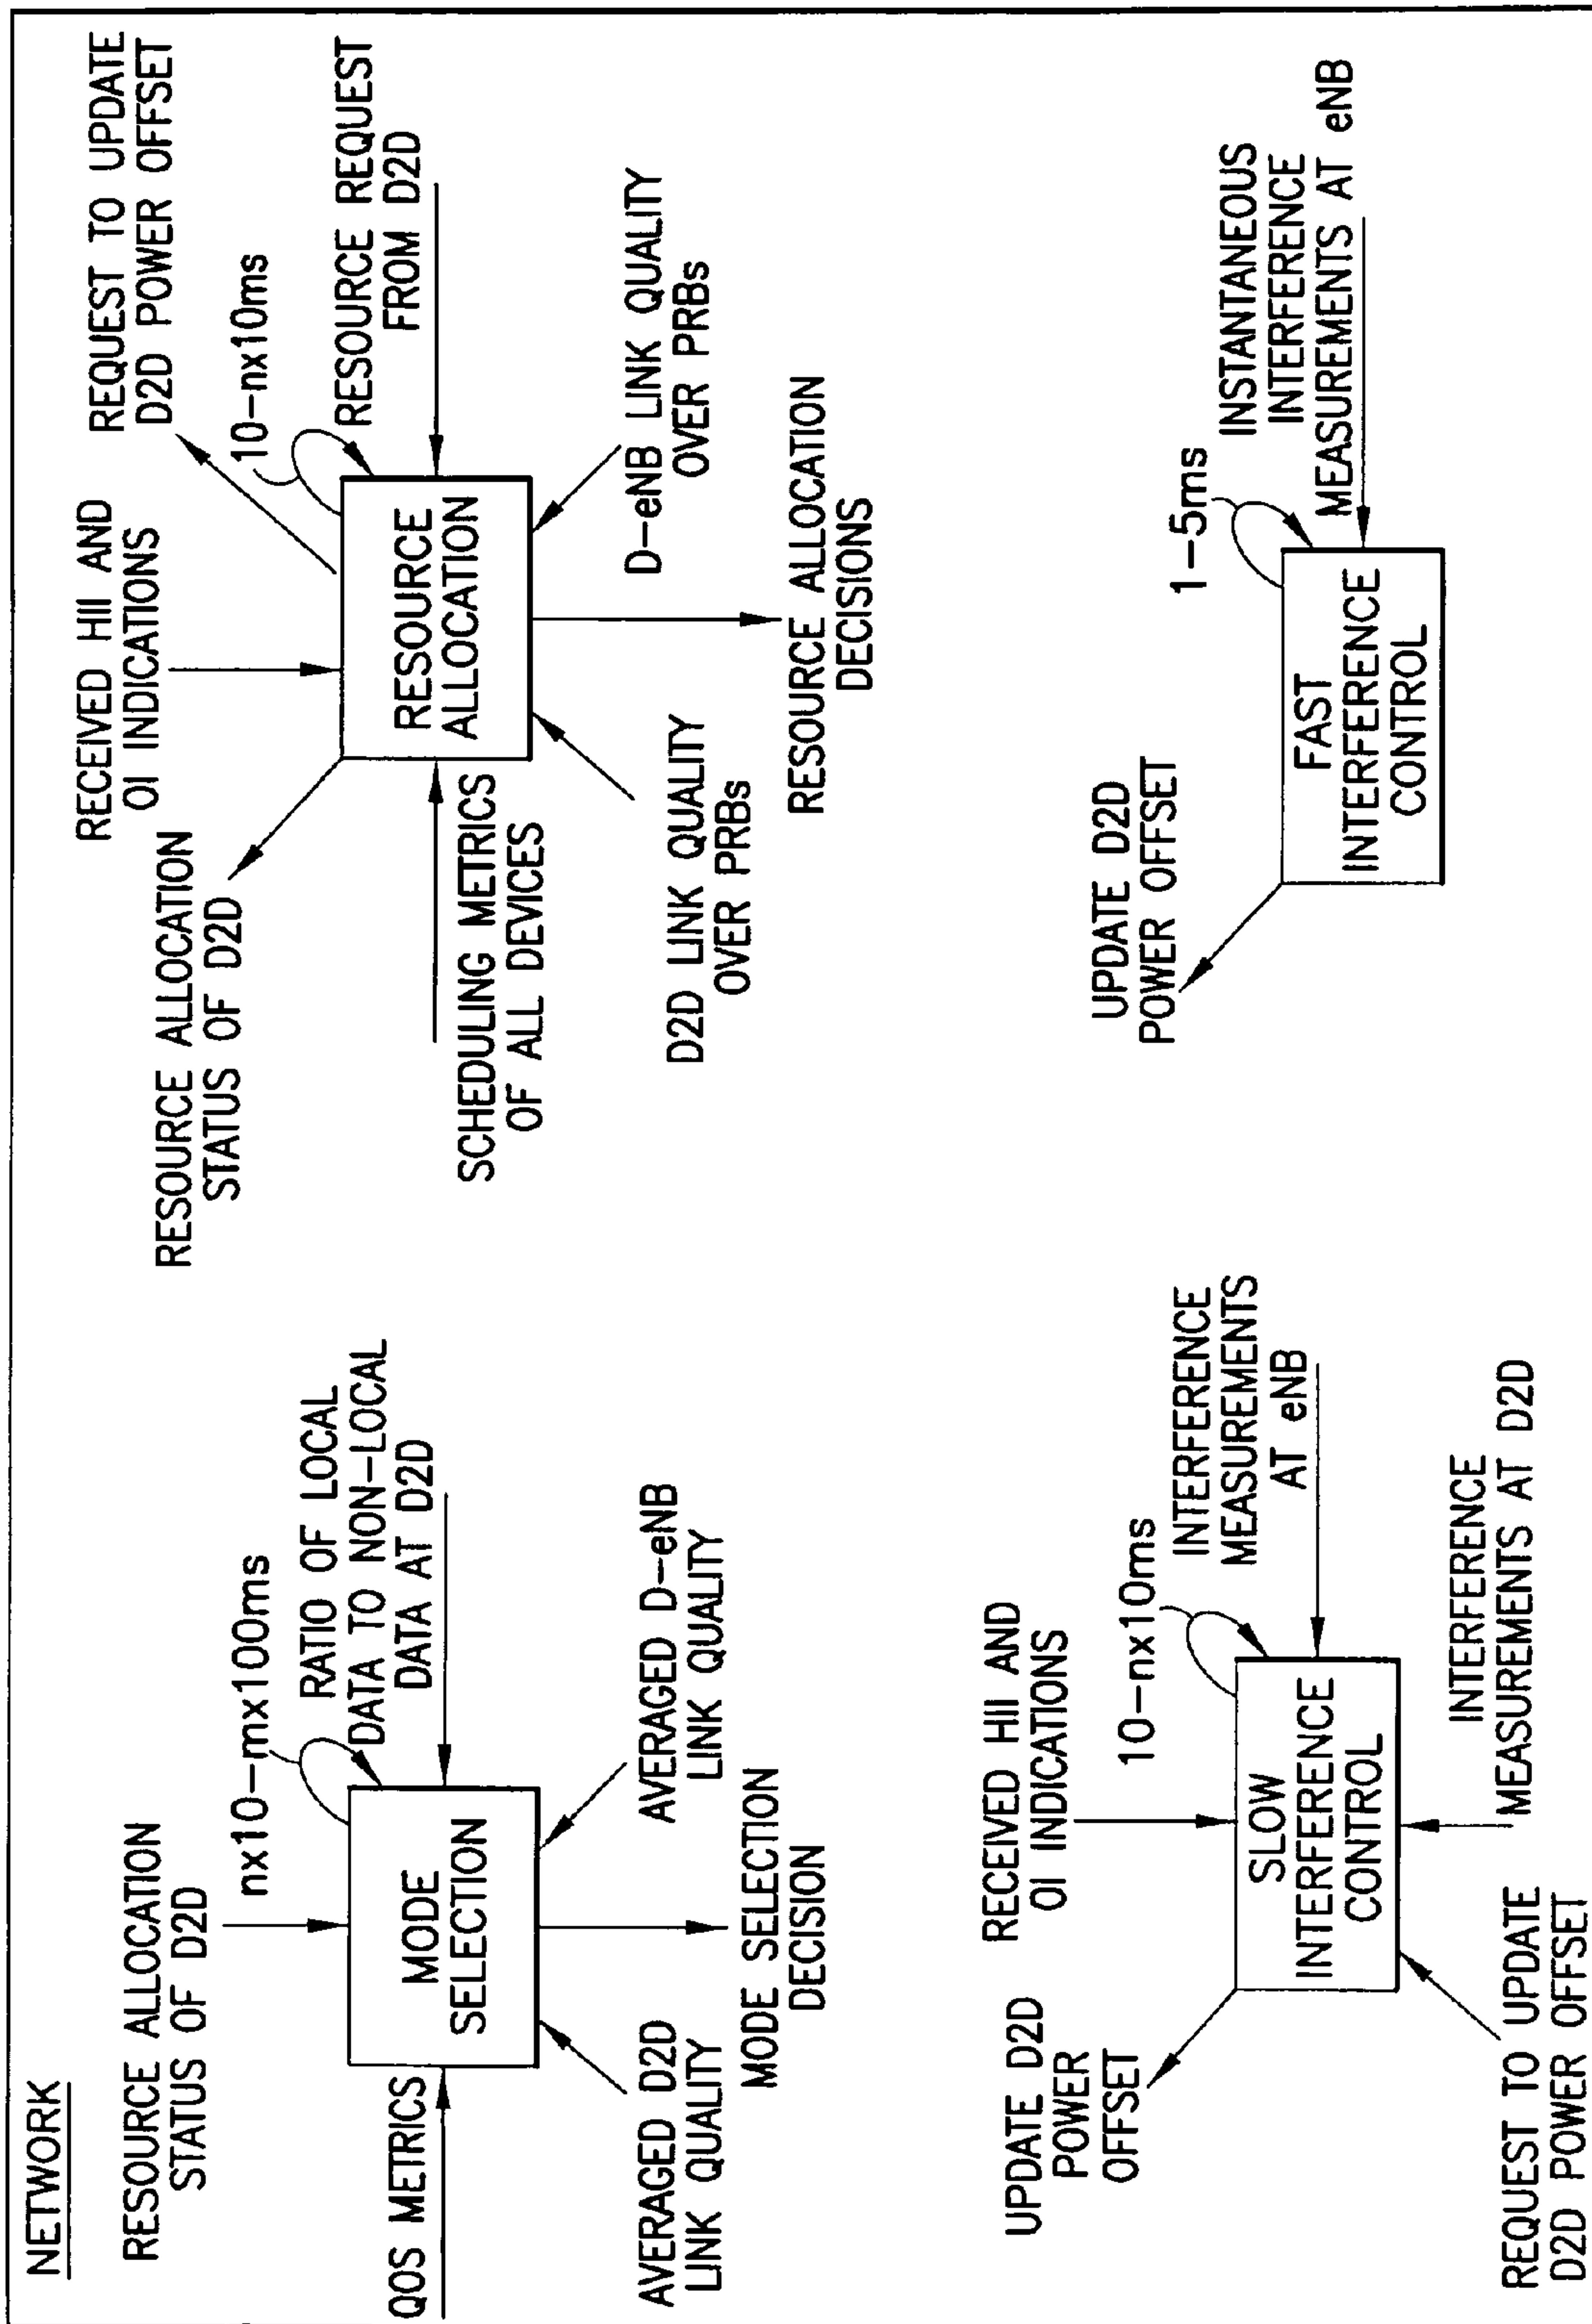 NETWORK
RESOURCE ALLOCATION
STATUS OF D2D
nx10-mx100ms
RATIO OF LOCAL
DATA TO NON-LOCAL
DATA AT D2D
QOS METRICS
MODE
SELECTION
AVERAGED D2D
LINK QUALITY
AVERAGED D-eNB
LINK QUALITY
MODE SELECTION
DECISION
RESOURCE ALLOCATION
STATUS OF D2D
RECEIVED HII AND
OI INDICATIONS
REQUEST TO UPDATE
D2D POWER OFFSET
10-nx10ms
RESOURCE REQUEST
FROM D2D
SCHEDULING METRICS
OF ALL DEVICES
RESOURCE
ALLOCATION
D2D LINK QUALITY
OVER PRBs
D-eNB LINK QUALITY
OVER PRBs
RESOURCE ALLOCATION
DECISIONS
UPDATE D2D
POWER
OFFSET
RECEIVED HII AND
OI INDICATIONS
10-nx10ms
INTERFERENCE
MEASUREMENTS
AT eNB
SLOW
INTERFERENCE
CONTROL
REQUEST TO UPDATE
D2D POWER OFFSET
INTERFERENCE
MEASUREMENTS AT D2D
UPDATE D2D
POWER OFFSET
1-5ms
INSTANTANEOUS
INTERFERENCE
MEASUREMENTS AT eNB
FAST
INTERFERENCE
CONTROL